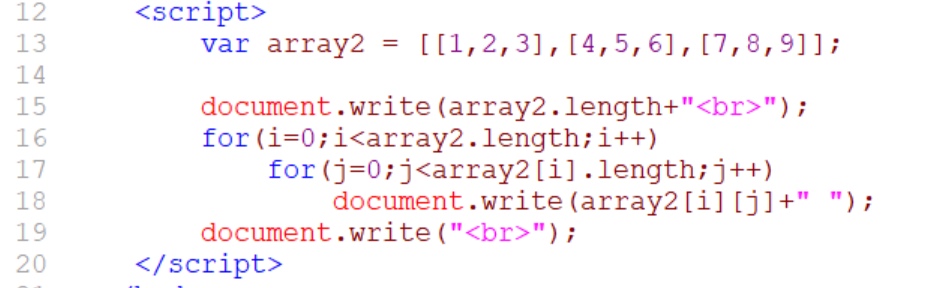 12 <script>
13 var array2 = [[1,2,3],[4,5,6],[7,8,9]];
14
15 document.write(array2.length+"<br>");
16 for(i=0;i<array2.length;i++)
17 for(j=0;j<array2[i].length;j++)
18 document.write(array2[i][j]+" ");
19 document.write("<br>");
20 </script>